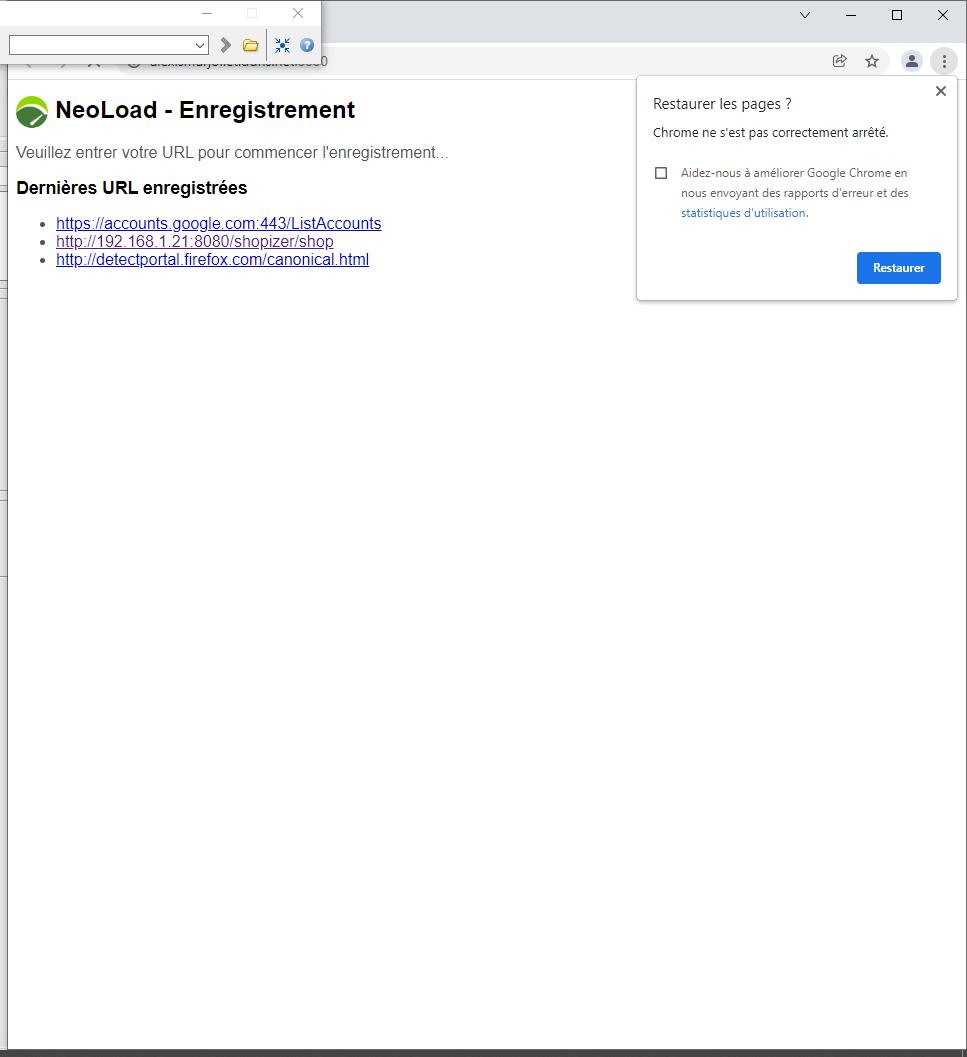 NeoLoad - Enregistrement
Veuillez entrer votre URL pour commencer l'enregistrement...
Dernières URL enregistrées
https://accounts.google.com:443/ListAccounts
http://192.168.1.21:8080/shopizer/shop
http://detectportal.firefox.com/canonical.html
Restaurer les pages ?
Chrome ne s'est pas correctement arrêté.
Aidez-nous à améliorer Google Chrome en
nous envoyant des rapports d'erreur et des
statistiques d'utilisation.
Restaurer